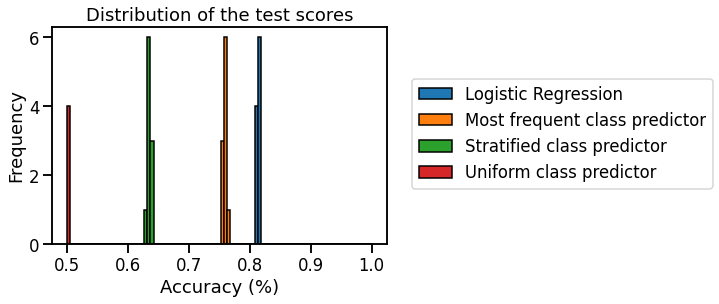 Distribution of the test scores
6
4
2
0
Frequency
0.5 0.6 0.7 0.8 0.9 1.0
Accuracy (%)
Logistic Regression
Most frequent class predictor
Stratified class predictor
Uniform class predictor